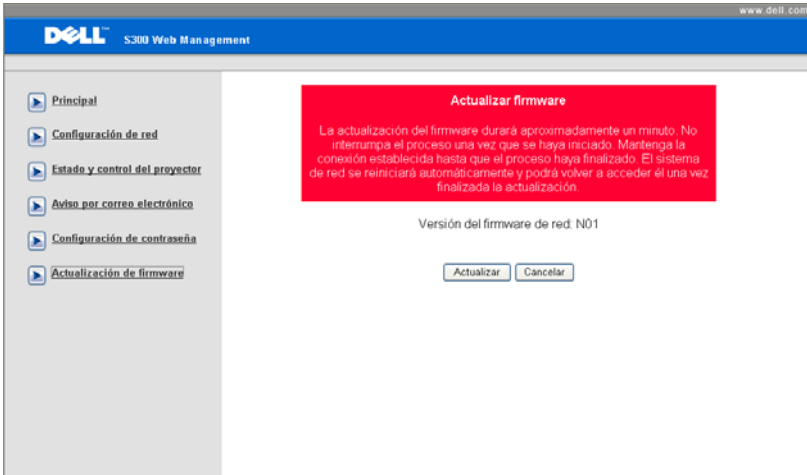 www.dell.com
DELL™ S300 Web Management
Principal
Configuración de red
Estado y control del proyector
Aviso por correo electrónico
Configuración de contraseña
Actualización de firmware
Actualizar firmware
La actualización del firmware durará aproximadamente un minuto. No
interrumpa el proceso una vez que se haya iniciado. Mantenga la
conexión establecida hasta que el proceso haya finalizado. El sistema
de red se reiniciará automáticamente y podrá volver a acceder él una vez
finalizada la actualización.
Versión del firmware de red: N01
Actualizar Cancelar